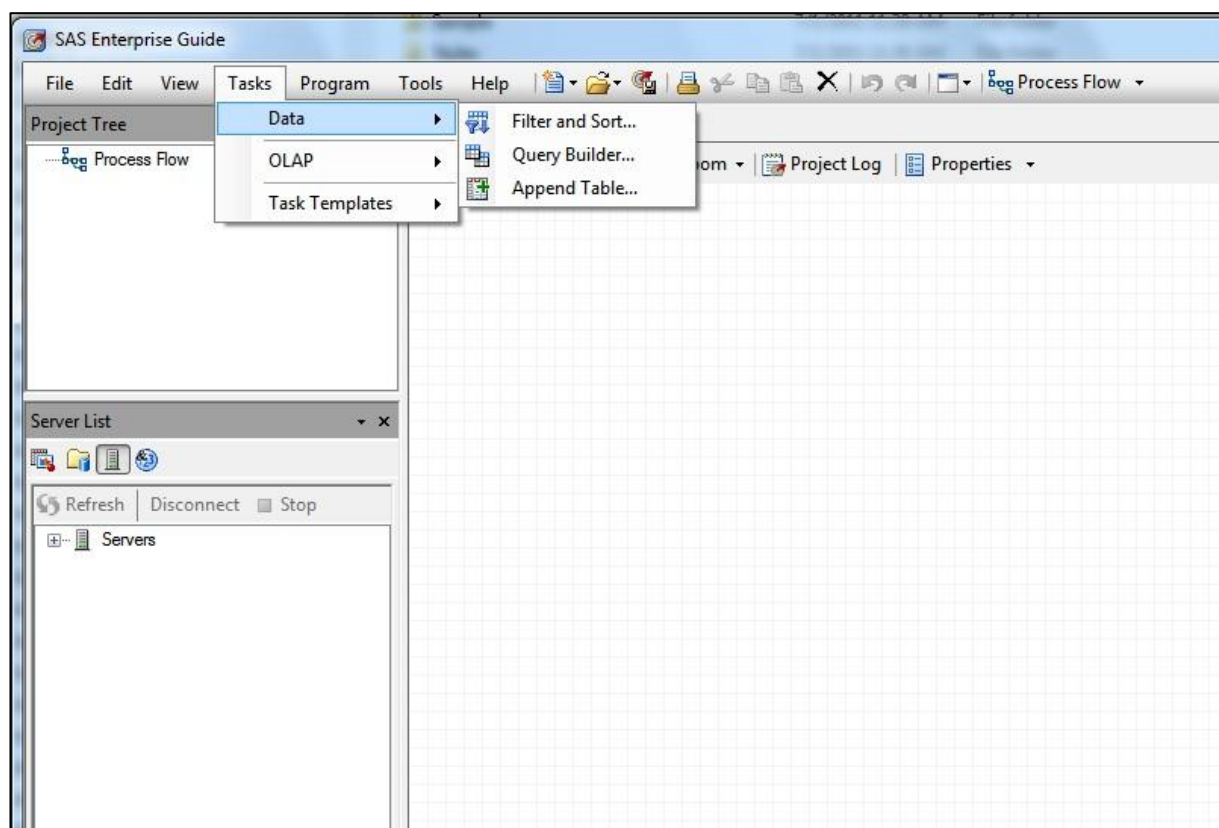 SAS Enterprise Guide
File Edit View Tasks Program Tools Help Process Flow
Project Tree
Process Flow
Data
OLAP
Task Templates
Filter and Sort...
Query Builder...
Append Table...
Project Log Properties
Server List
Refresh Disconnect Stop
Servers